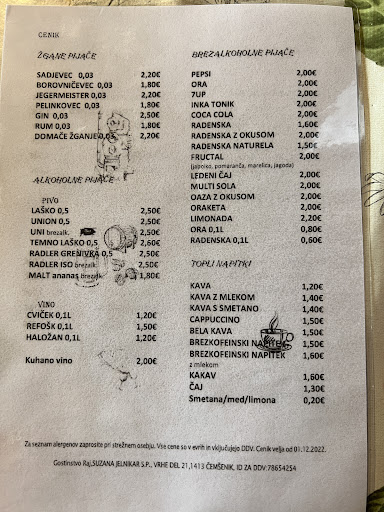 CENIK
ŽGANE PIJAČE
SADJEVEC 0,03 2,20€
BOROVNIČEVEC 0,03 1,80€
JEGERMEISTER 0,03 2,20€
PELINKOVEC 0,03 1,80€
GIN 0,03 2,50€
RUM 0,03 1,80€
DOMAČE ŽGANJE 0,03 2,20€
ALKOHOLNE PIJAČE
PIVO
LAŠKO 0,5 2,50€
UNION 0,5 2,50€
UNI brezalk. 2,50€
TEMNO LAŠKO 0,5 2,60€
RADLER GRENIVKA 0,5 2,50€
RADLER ISO brezalk. 2,50€
MALT ananas brezalk. 1,80€
VINO
CVIČEK 0,1L 1,20€
REFOŠK 0,1L 1,50€
HALOŽAN 0,1L 1,20€
Kuhano vino 2,00€
BREZALKOHOLNE PIJAČE
PEPSI 2,00€
ORA 2,00€
7UP 2,00€
INKA TONIK 2,00€
COCA COLA 2,00€
RADENSKA 1,60€
RADENSKA Z OKUSOM 2,00€
RADENSKA NATURELA 1,50€
FRUCTAL 2,00€
(jabolko, pomaranča, marelica, jagoda)
LEDENI ČAJ 2,00€
MULTI SOLA 2,00€
OAZA Z OKUSOM 2,00€
ORAKETA 2,00€
LIMONADA 2,20€
ORA 0,1L 0,80€
RADENSKA 0,1L 0,60€
TOPLI NAPITKI
KAVA 1,20€
KAVA Z MLEKOM 1,40€
KAVA S SMETANO 1,40€
CAPPUCCINO 1,50€
BELA KAVA 1,50€
BREZKOFEINSKI NAPITEK 1,50€
BREZKOFEINSKI NAPITEK 1,60€
z mlekom
KAKAV 1,60€
ČAJ 1,30€
Smetana/med/limona 0,20€
Za seznam alergenov zaprosite pri strežnem osebju. Vse cene so v evrih in vključujejo DDV. Cenik velja od 01.12.2022.
Gostinstvo Raj,SUZANA JELNIKAR S.P., VRHE DEL 21,1413 ČEMŠENIK, ID ZA DDV:78654254